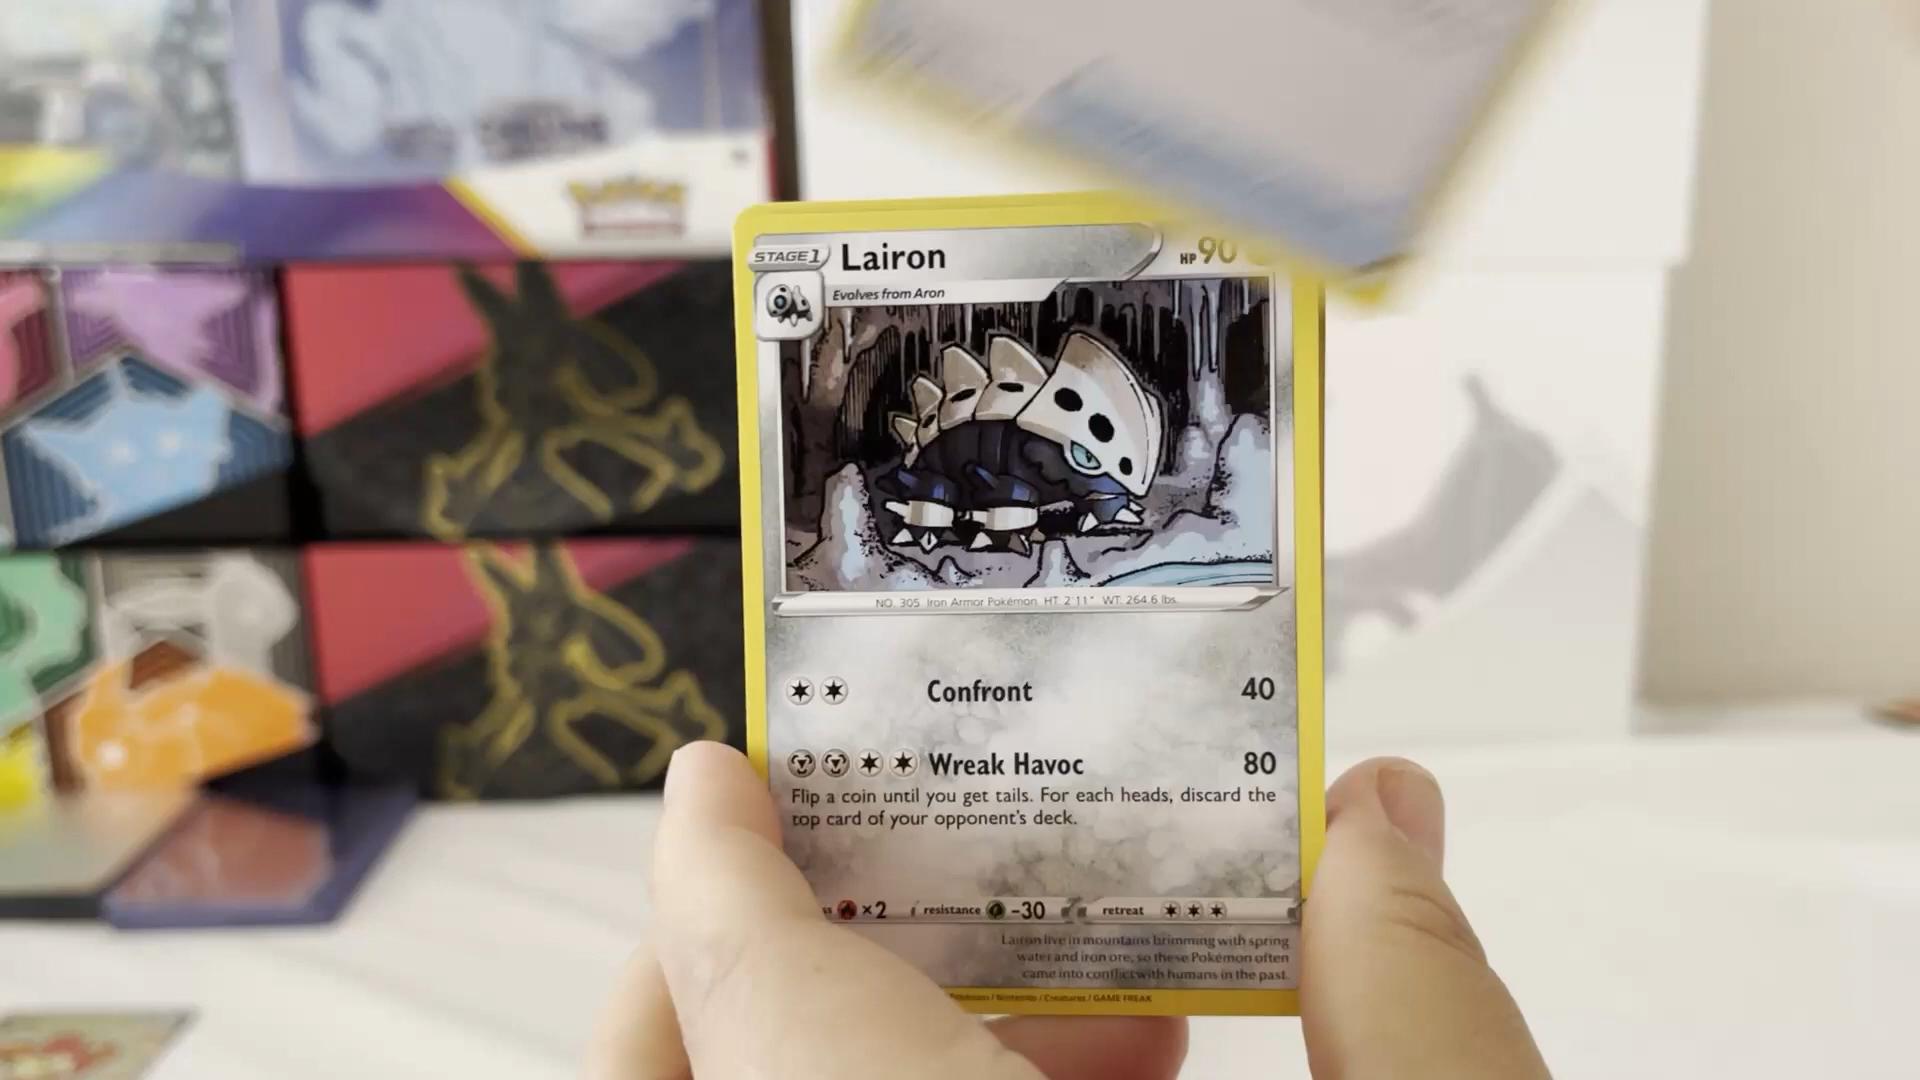 STAGE 1
Lairon
HP 90
Evolves from Aron
NO. 305 Iron Armor Pokémon HT: 2'11" WT: 264.6 lbs.
Confront 40
Wreak Havoc 80
Flip a coin until you get tails. For each heads, discard the
top card of your opponent's deck.
×2 resistance -30 retreat
Lairon live in mountains brimming with spring
water and iron ore, so these Pokémon often
came into conflict with humans in the past.
Pokémon / Nintendo / Creatures / GAME FREAK
Pokémon